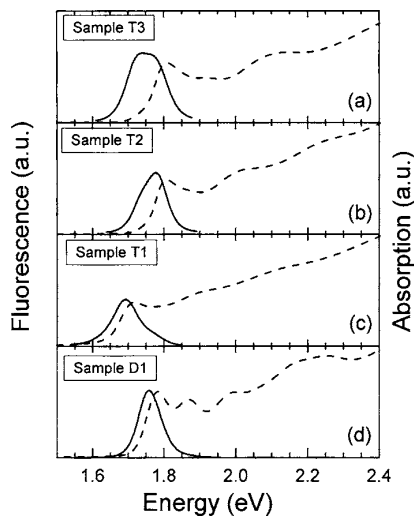 Sample T3
(a)
Sample T2
(b)
Sample T1
(c)
Sample D1
(d)
Fluorescence (a.u.)
Absorption (a.u.)
1.6 1.8 2.0 2.2 2.4
Energy (eV)